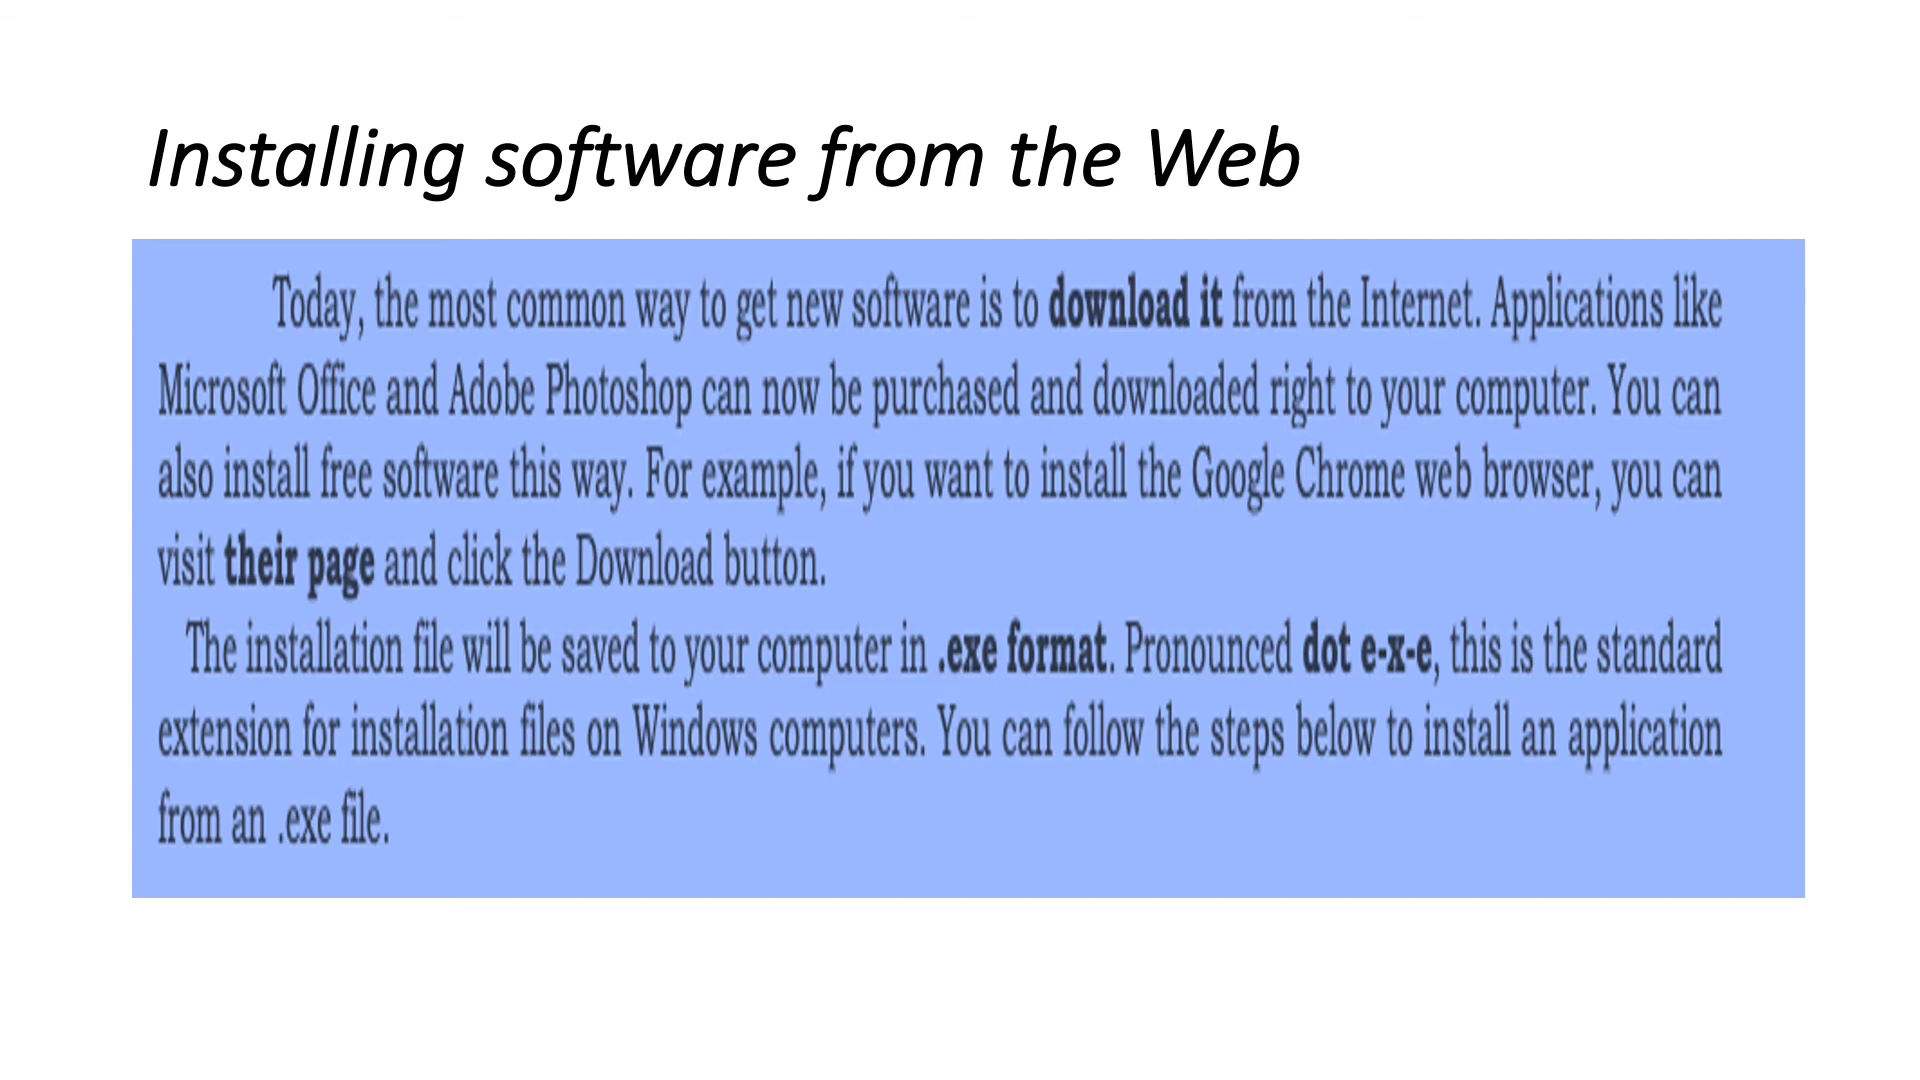 Installing software from the Web
Today, the most common way to get new software is to download it from the Internet. Applications like
Microsoft Office and Adobe Photoshop can now be purchased and downloaded right to your computer. You can
also install free software this way. For example, if you want to install the Google Chrome web browser, you can
visit their page and click the Download button.
The installation file will be saved to your computer in .exe format. Pronounced dot e-x-e, this is the standard
extension for installation files on Windows computers. You can follow the steps below to install an application
from an .exe file.